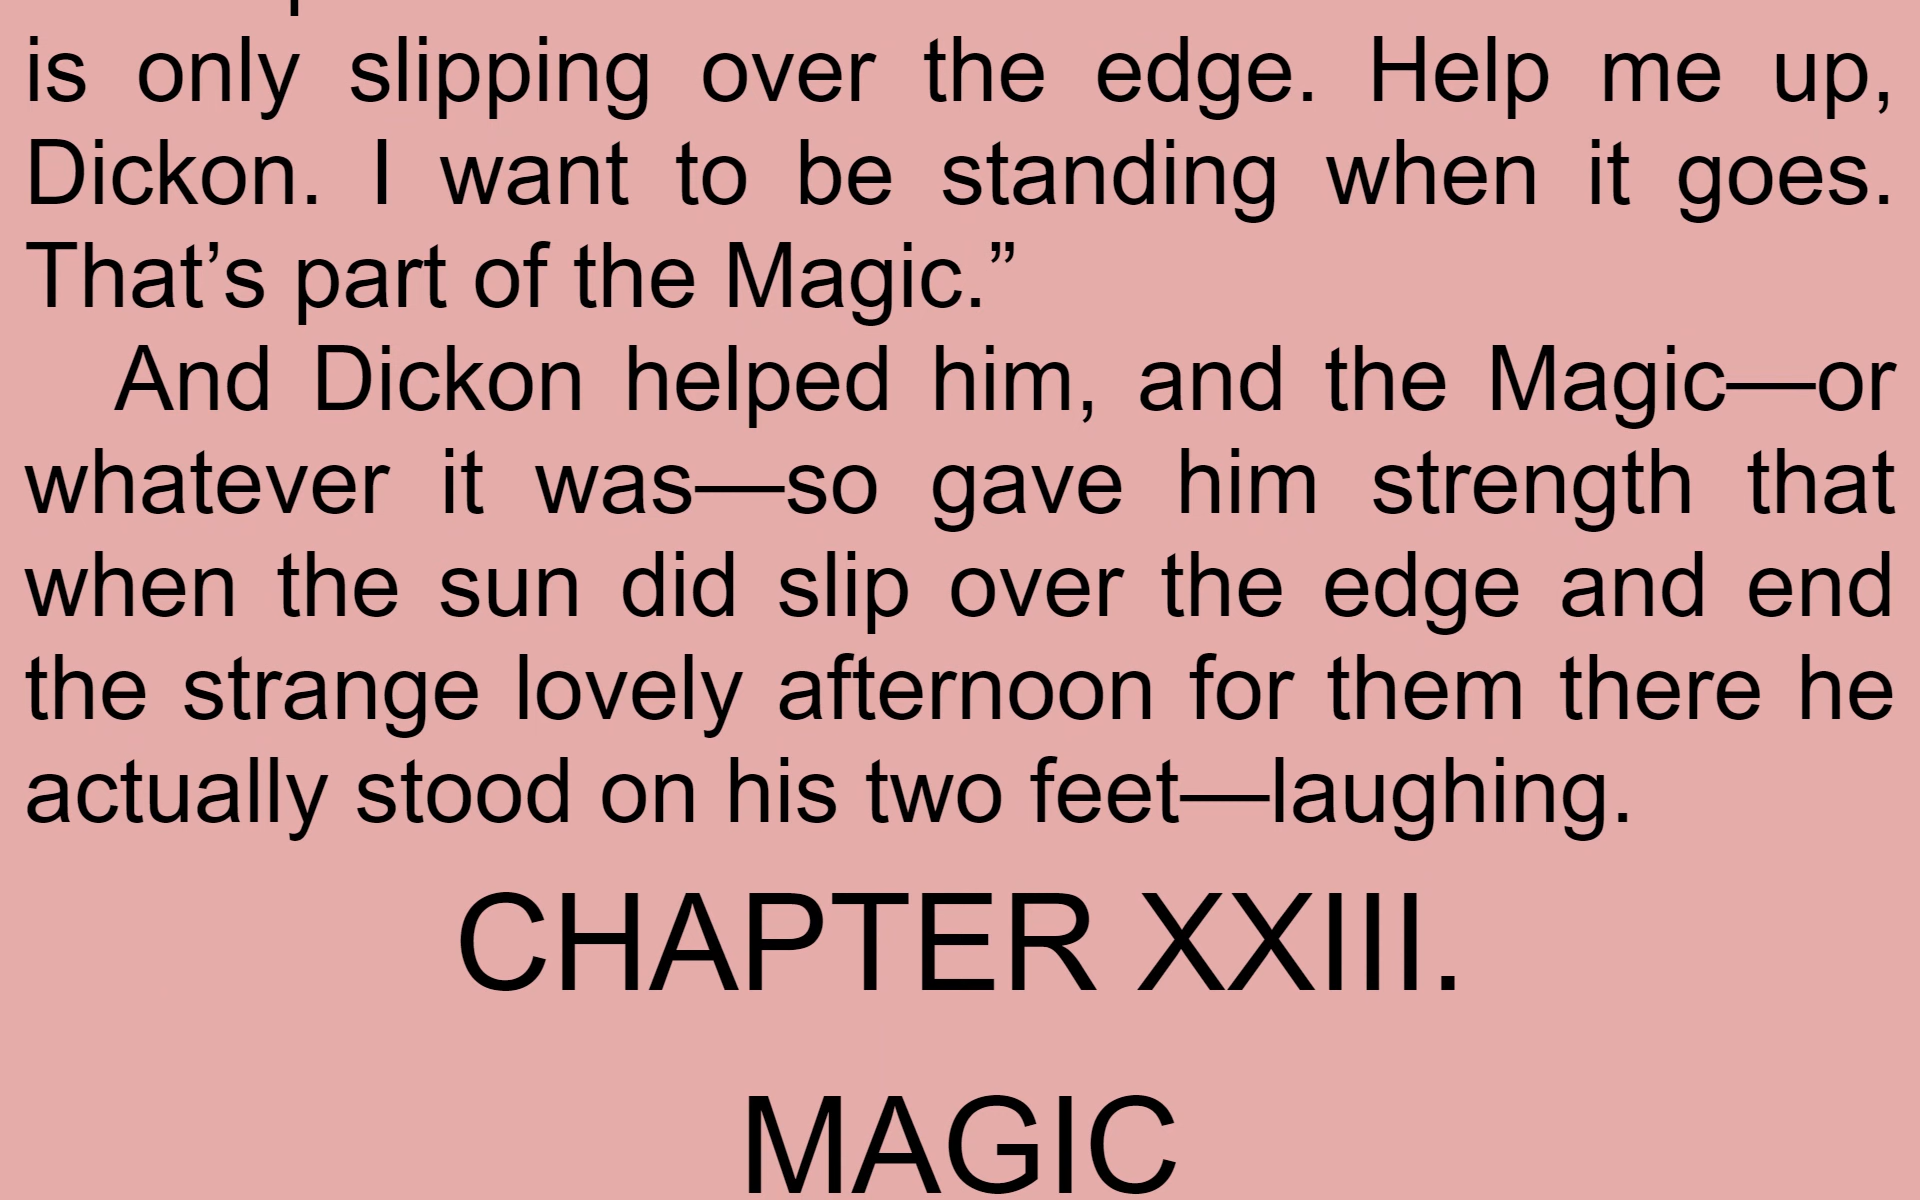 is only slipping over the edge. Help me up,
Dickon. I want to be standing when it goes.
That’s part of the Magic.”
And Dickon helped him, and the Magic—or
whatever it was—so gave him strength that
when the sun did slip over the edge and end
the strange lovely afternoon for them there he
actually stood on his two feet—laughing.
CHAPTER XXIII.
MAGIC